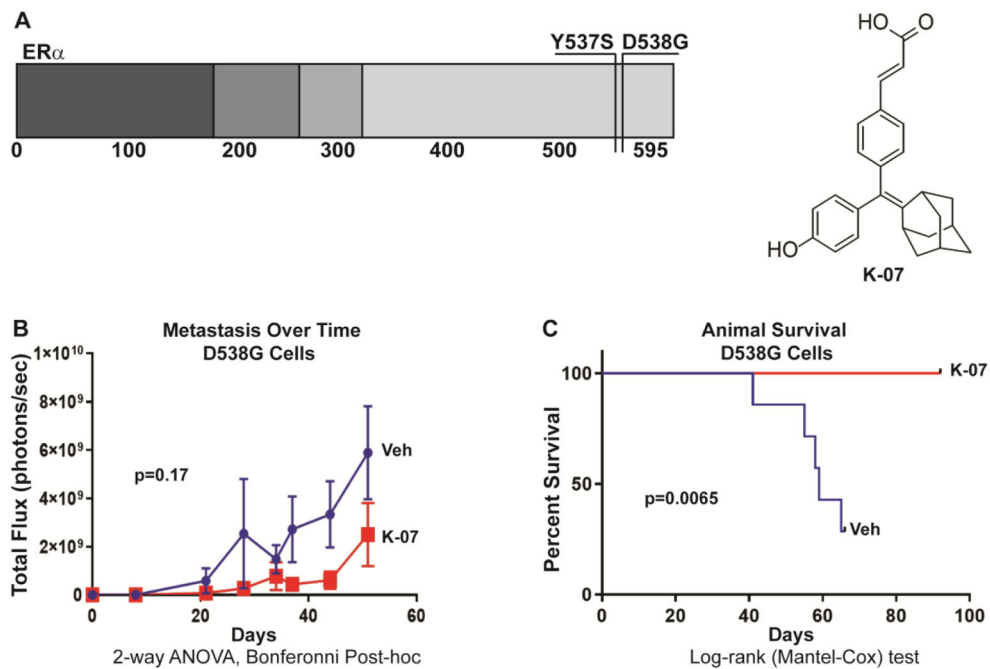 A
ERα
Y537S D538G
0 100 200 300 400 500 595
HO O
HO
K-07
B
Metastasis Over Time
D538G Cells
Total Flux (photons/sec)
1×10¹⁰
8×10⁹
6×10⁹
4×10⁹
2×10⁹
0
p=0.17
Veh
K-07
0 20 40 60
Days
2-way ANOVA, Bonferonni Post-hoc
C
Animal Survival
D538G Cells
Percent Survival
100
50
0
p=0.0065
K-07
Veh
0 20 40 60 80 100
Days
Log-rank (Mantel-Cox) test